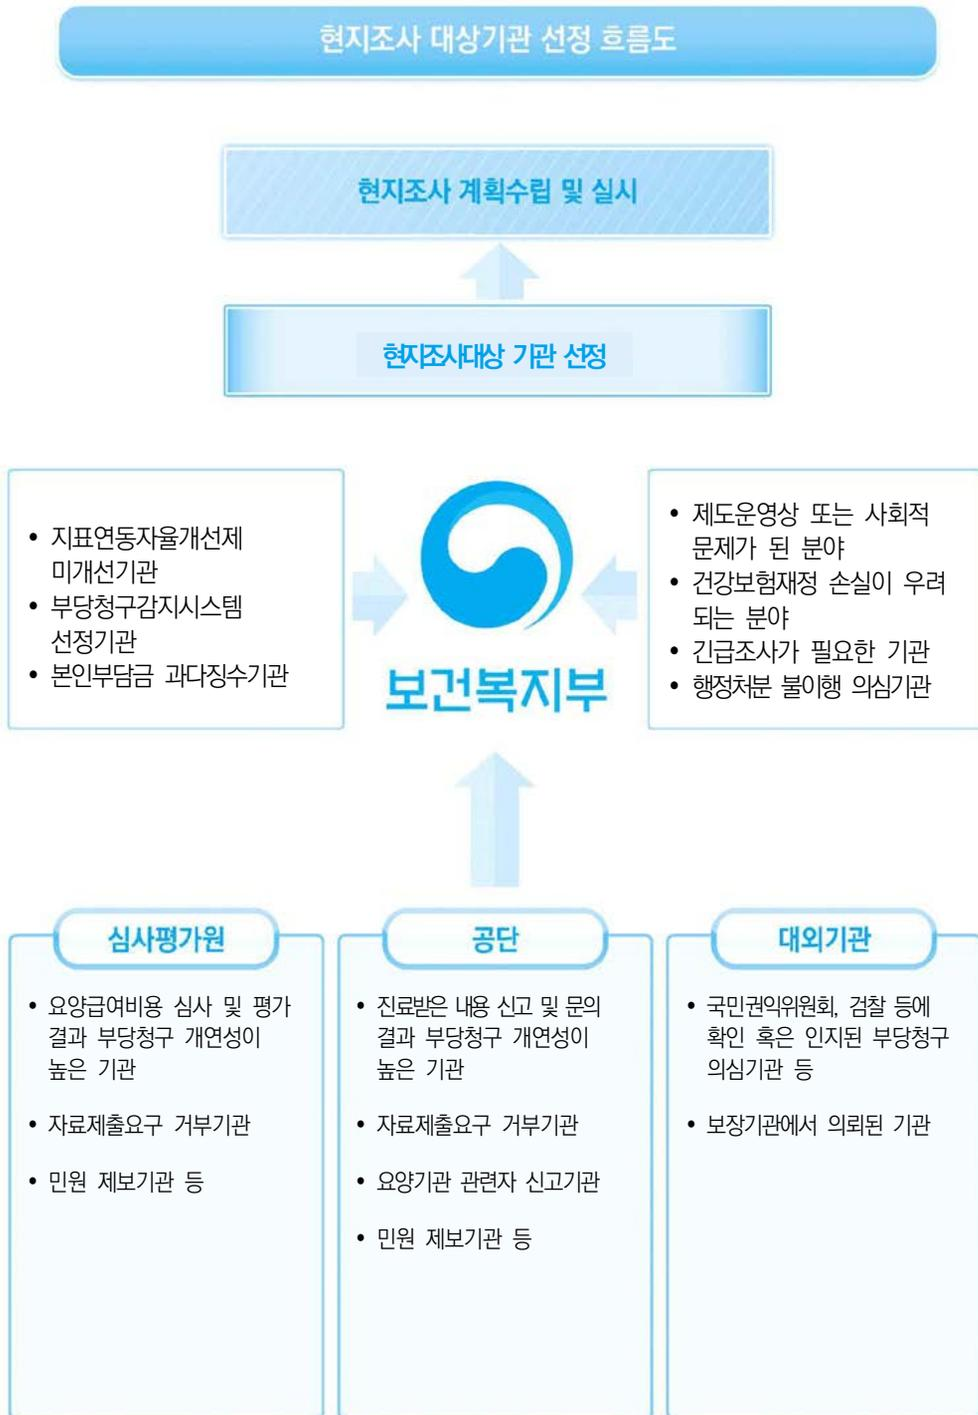 현지조사 대상기관 선정 흐름도
현지조사 계획수립 및 실시
현지조사대상 기관 선정
• 지표연동자율개선제
미개선기관
• 부당청구감지시스템
선정기관
• 본인부담금 과다징수기관
보건복지부
• 제도운영상 또는 사회적
문제가 된 분야
• 건강보험재정 손실이 우려
되는 분야
• 긴급조사가 필요한 기관
• 행정처분 불이행 의심기관
심사평가원
• 요양급여비용 심사 및 평가
결과 부당청구 개연성이
높은 기관
• 자료제출요구 거부기관
• 민원 제보기관 등
공단
• 진료받은 내용 신고 및 문의
결과 부당청구 개연성이
높은 기관
• 자료제출요구 거부기관
• 요양기관 관련자 신고기관
• 민원 제보기관 등
대외기관
• 국민권익위원회, 검찰 등에
확인 혹은 인지된 부당청구
의심기관 등
• 보장기관에서 의뢰된 기관